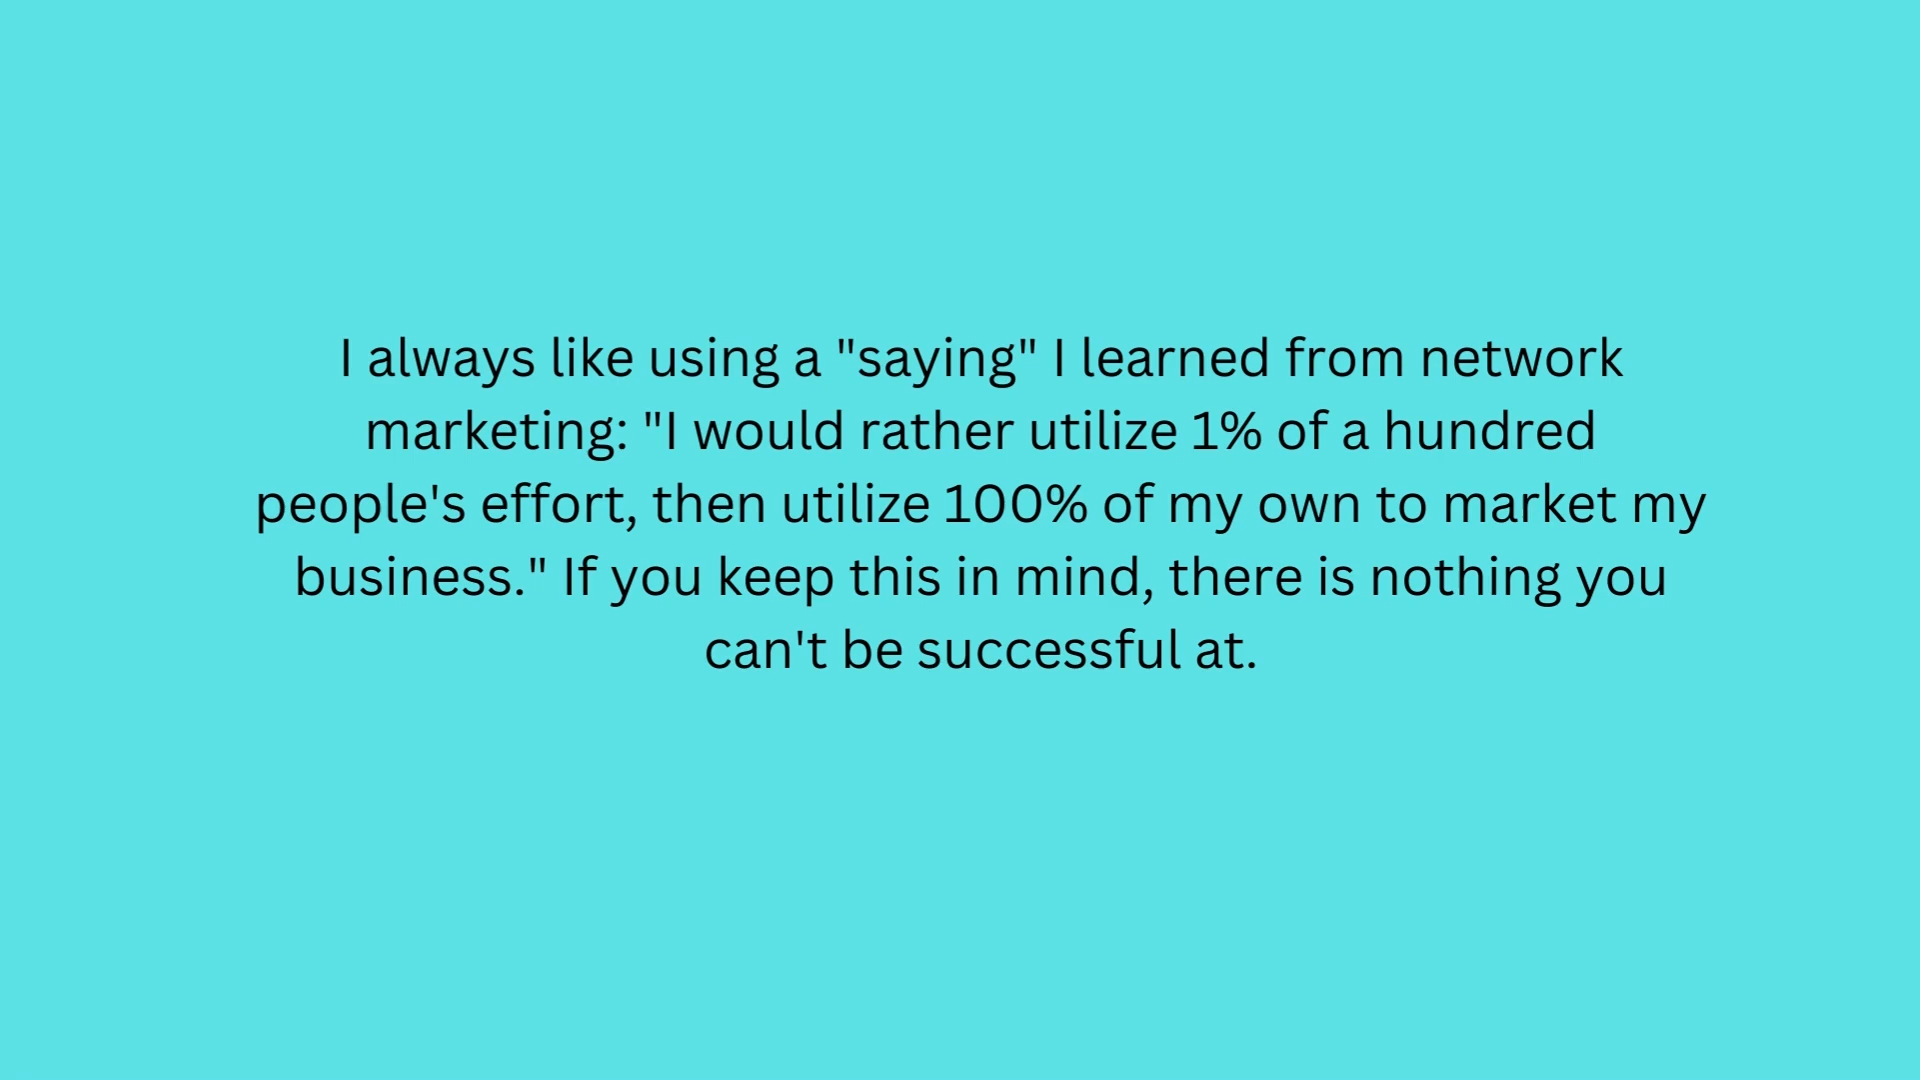 I always like using a "saying" I learned from network
marketing: "I would rather utilize 1% of a hundred
people's effort, then utilize 100% of my own to market my
business." If you keep this in mind, there is nothing you
can't be successful at.